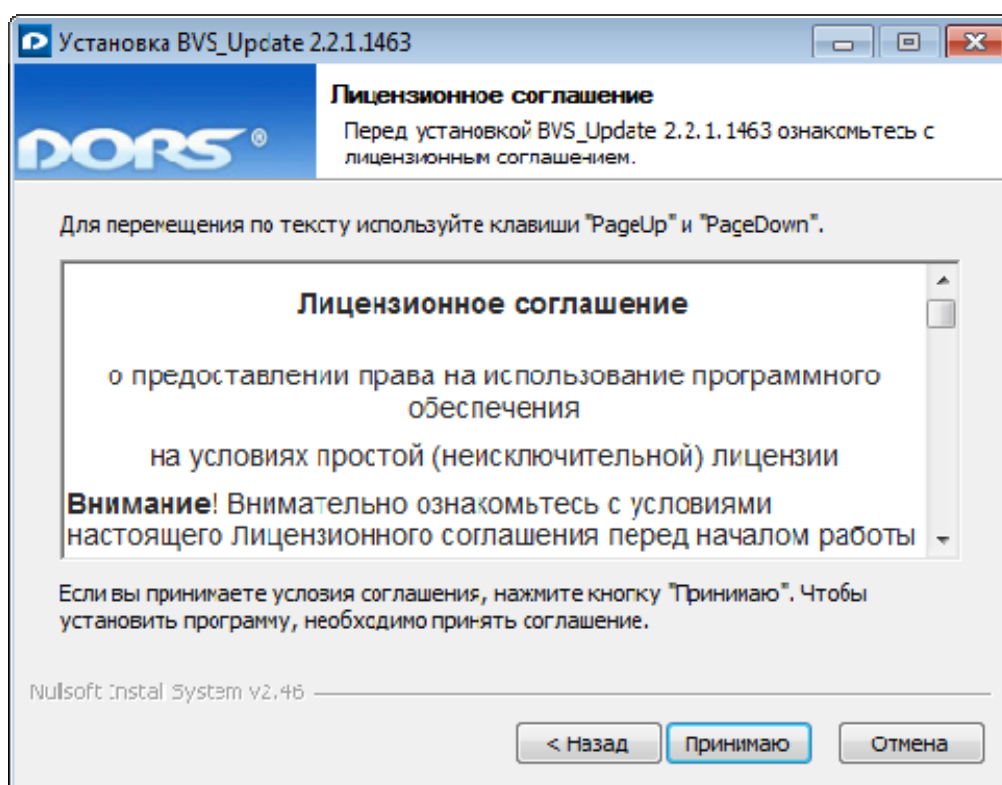 Установка BVS_Update 2.2.1.1463
DORS®
Лицензионное соглашение
Перед установкой BVS_Update 2.2.1.1463 ознакомьтесь с
лицензионным соглашением.
Для перемещения по тексту используйте клавиши "PageUp" и "PageDown".
Лицензионное соглашение
о предоставлении права на использование программного
обеспечения
на условиях простой (неисключительной) лицензии
Внимание! Внимательно ознакомьтесь с условиями
настоящего Лицензионного соглашения перед началом работы
Если вы принимаете условия соглашения, нажмите кнопку "Принимаю". Чтобы
установить программу, необходимо принять соглашение.
Nullsoft Install System v2.46
< Назад
Принимаю
Отмена